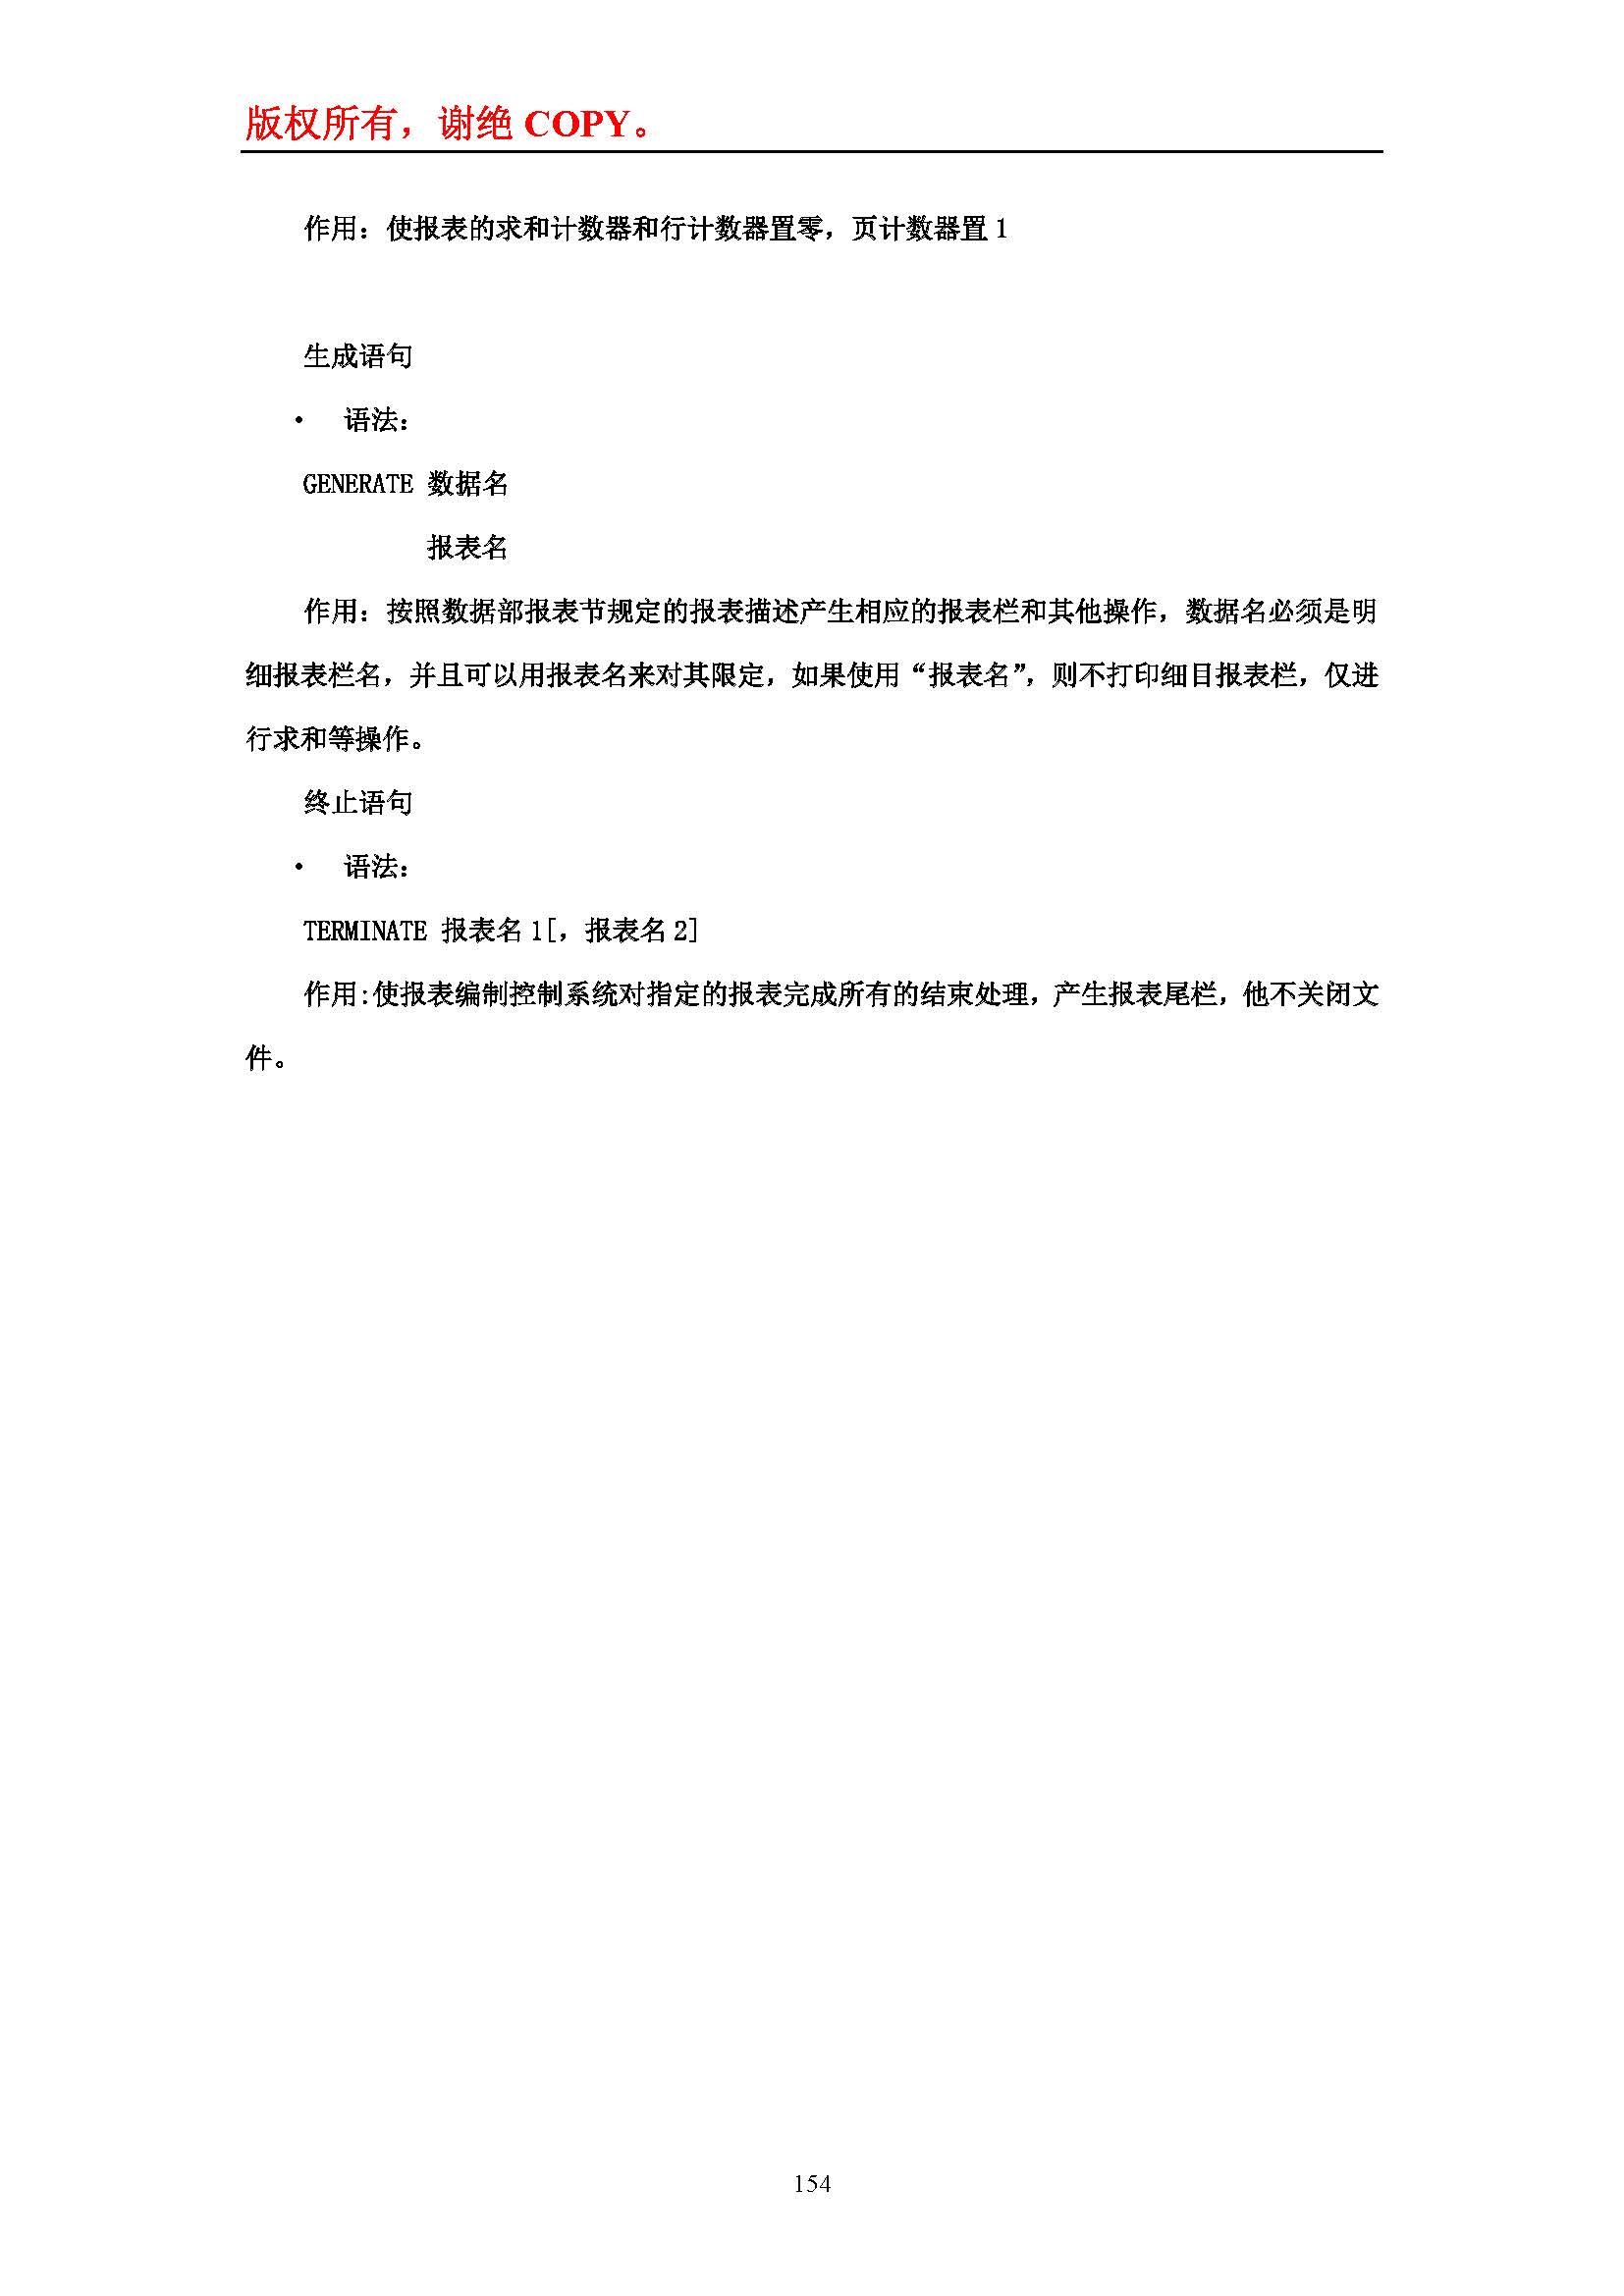 版权所有，谢绝 COPY。
作用：使报表的求和计数器和行计数器置零，页计数器置 1
生成语句
• 语法：
GENERATE 数据名
报表名
作用：按照数据部报表节规定的报表描述产生相应的报表栏和其他操作，数据名必须是明
细报表栏名，并且可以用报表名来对其限定，如果使用“报表名”，则不打印细目报表栏，仅进
行求和等操作。
终止语句
• 语法：
TERMINATE 报表名 1[，报表名 2]
作用:使报表编制控制系统对指定的报表完成所有的结束处理，产生报表尾栏，他不关闭文
件。
154